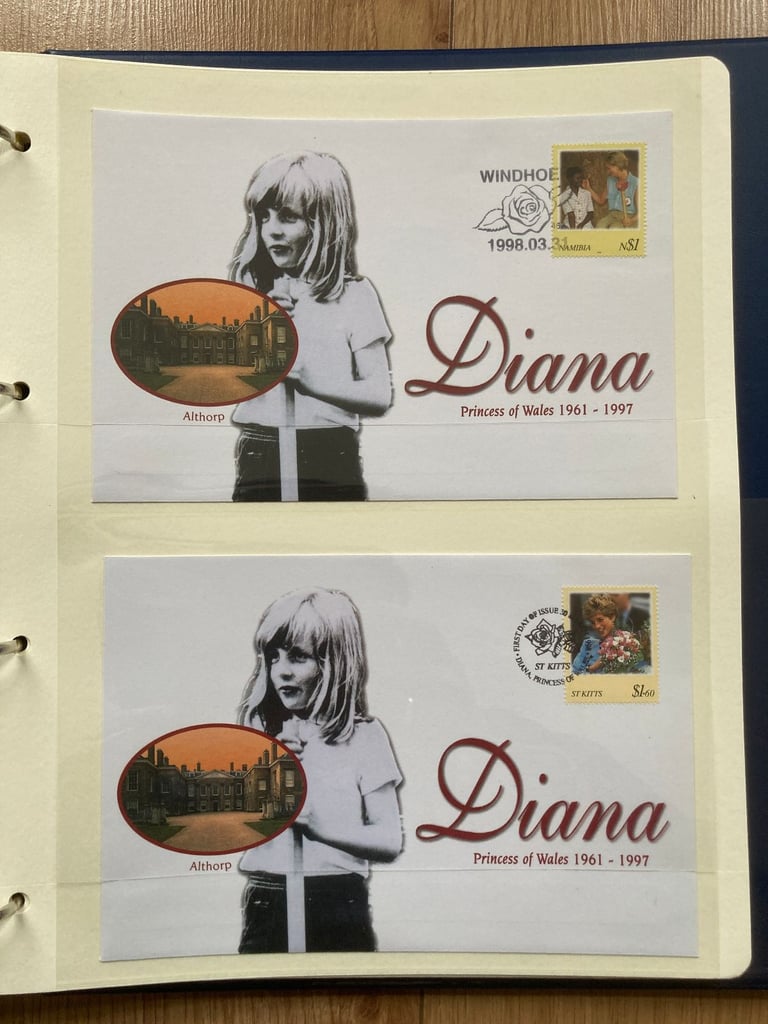 WINDHOE
1998.03.31
NAMIBIA N$1
Diana
Princess of Wales 1961 - 1997
Althorp
FIRST DAY OF ISSUE
ST KITTS
DIANA, PRINCESS OF
ST KITTS $1.60
Diana
Princess of Wales 1961 - 1997
Althorp